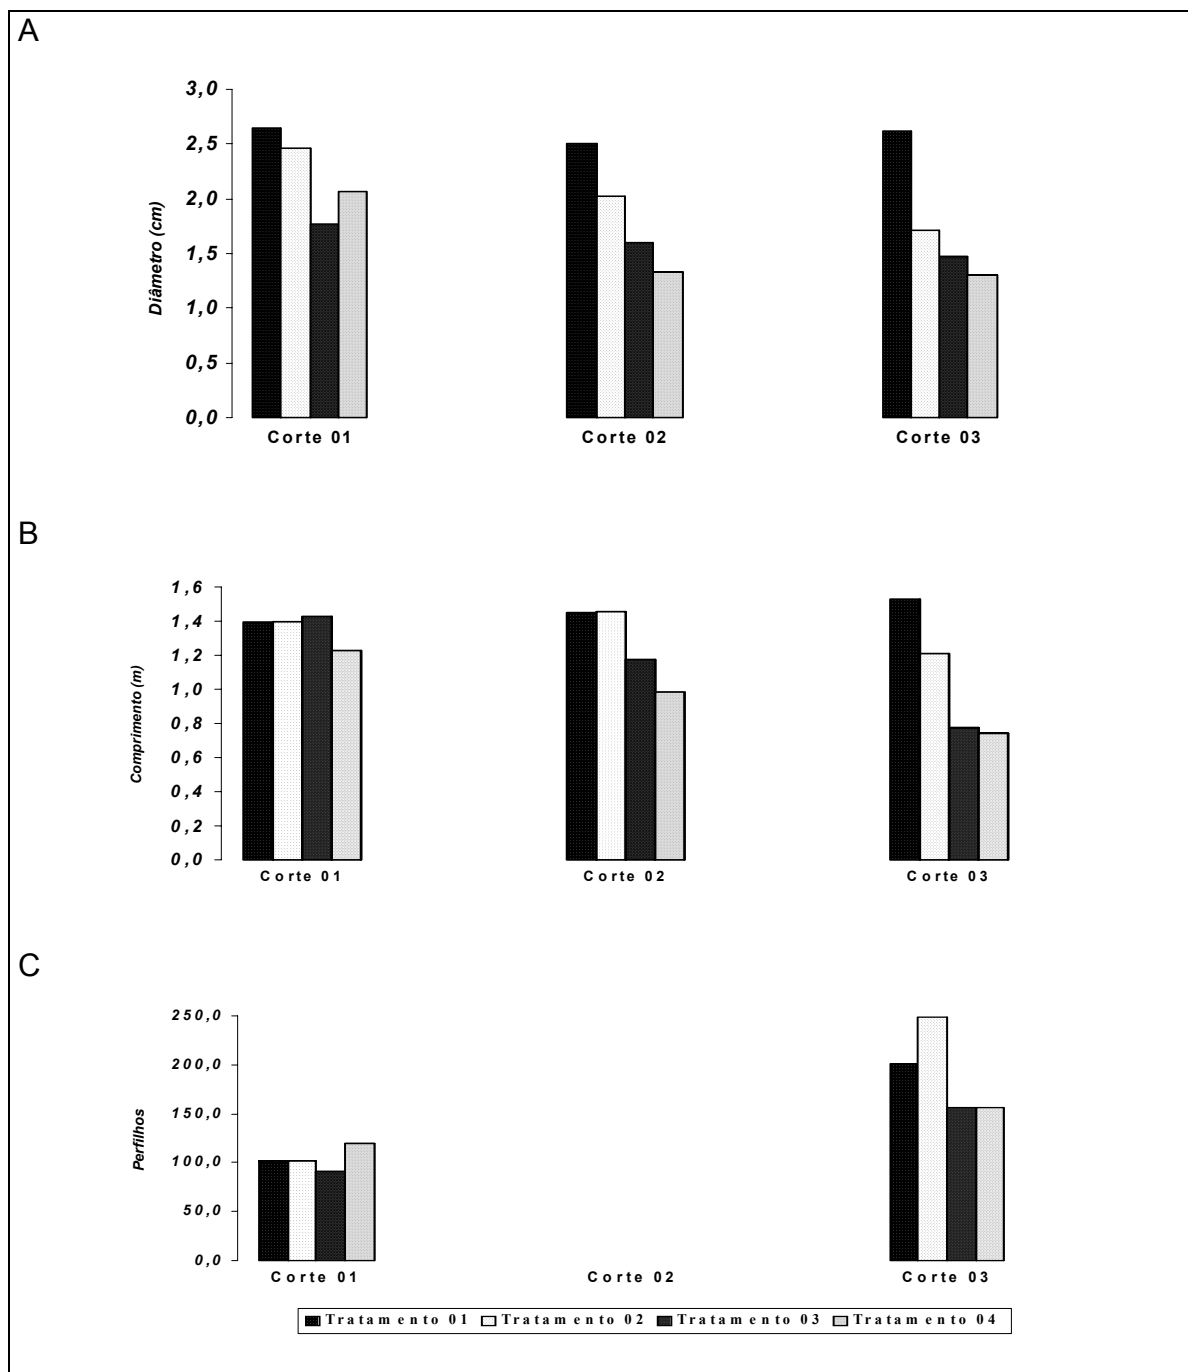 A
3,0
2,5
2,0
1,5
1,0
0,5
0,0
Diâmetro (cm)
Corte 01 Corte 02 Corte 03
B
1,6
1,4
1,2
1,0
0,8
0,6
0,4
0,2
0,0
Comprimento (m)
Corte 01 Corte 02 Corte 03
C
250,0
200,0
150,0
100,0
50,0
0,0
Perfilhos
Corte 01 Corte 02 Corte 03
Tratamento 01 Tratamento 02 Tratamento 03 Tratamento 04